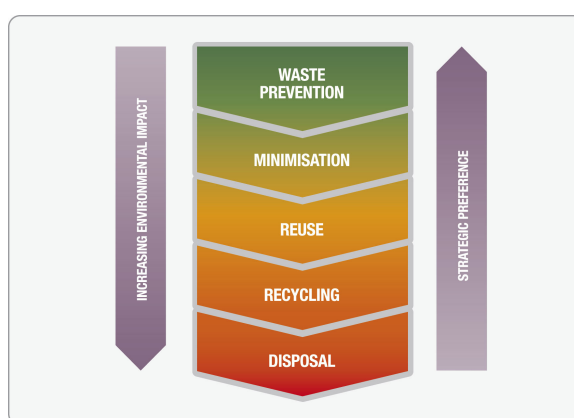 INCREASING ENVIRONMENTAL IMPACT
WASTE
PREVENTION
MINIMISATION
REUSE
RECYCLING
DISPOSAL
STRATEGIC PREFERENCE